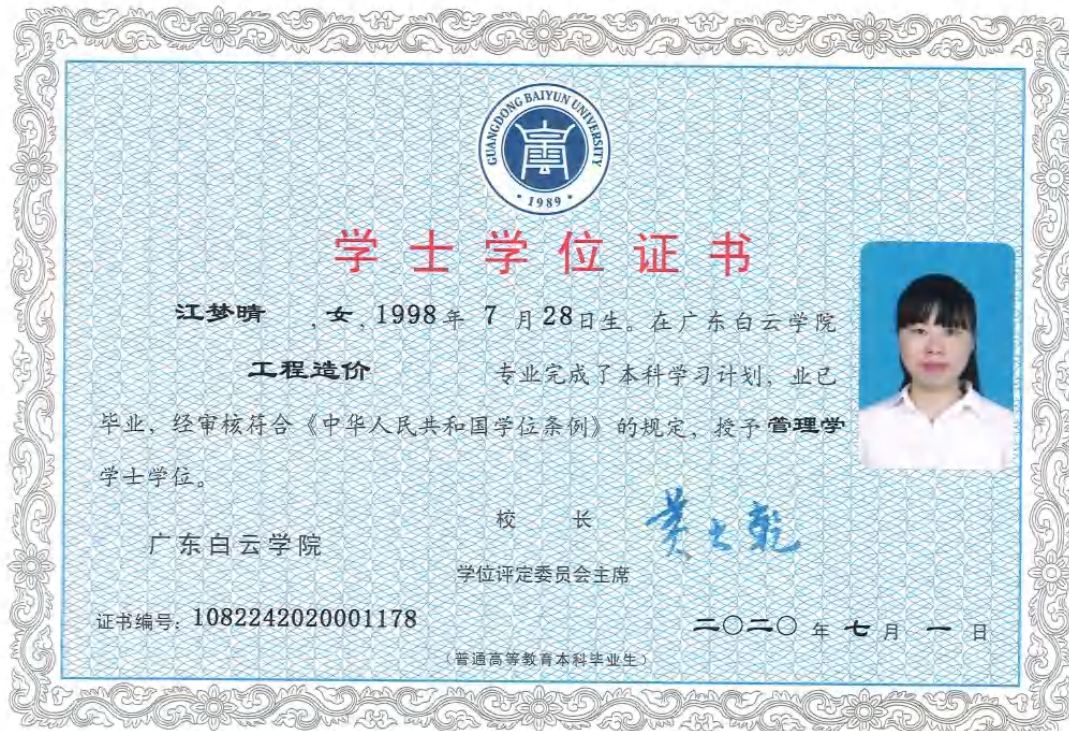 GUANGDONG BAIYUN UNIVERSITY
·1989·
学士学位证书
江梦晴 ,女,1998年 7 月28日生。在广东白云学院
工程造价 专业完成了本科学习计划，业已
毕业，经审核符合《中华人民共和国学位条例》的规定，授予管理学
学士学位。
校 长 黄大乾
广东白云学院
学位评定委员会主席
证书编号：1082242020001178
二〇二〇 年 七 月 一 日
（普通高等教育本科毕业生）